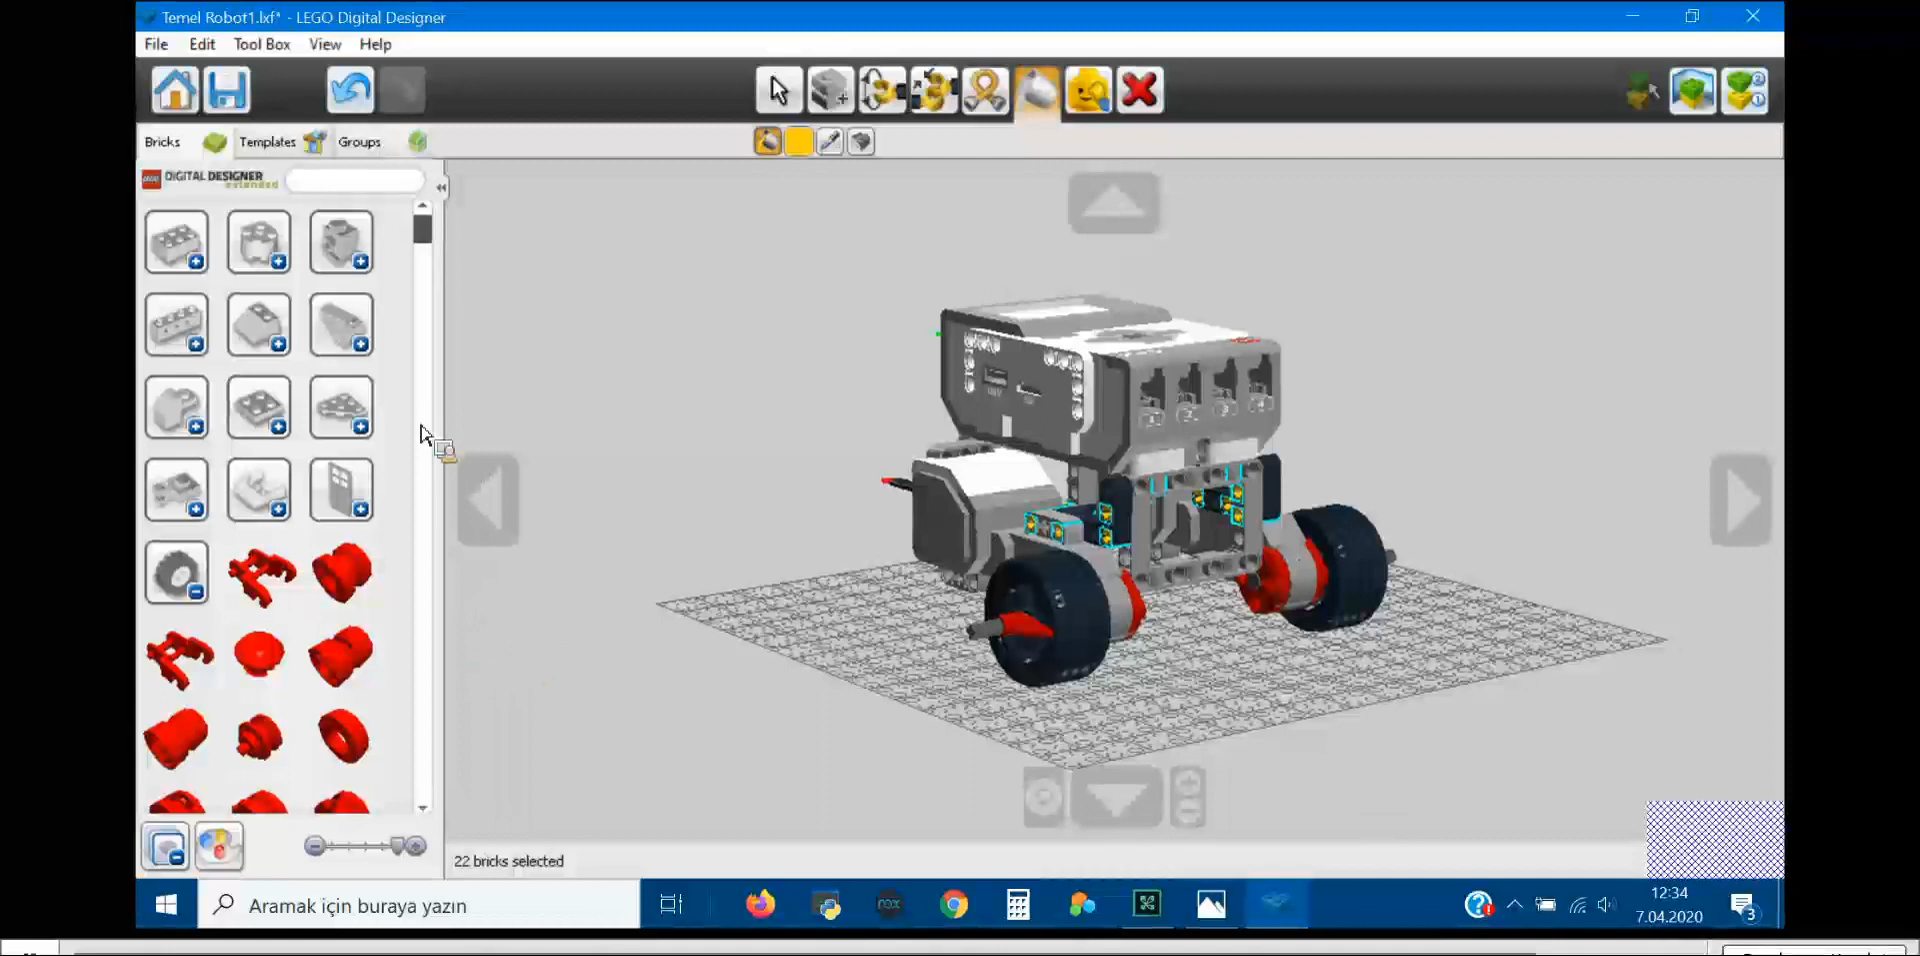 Temel Robot1.lxf* - LEGO Digital Designer
File Edit Tool Box View Help
Bricks Templates Groups
DIGITAL DESIGNER
extended
22 bricks selected
Aramak için buraya yazın
12:34
7.04.2020
3